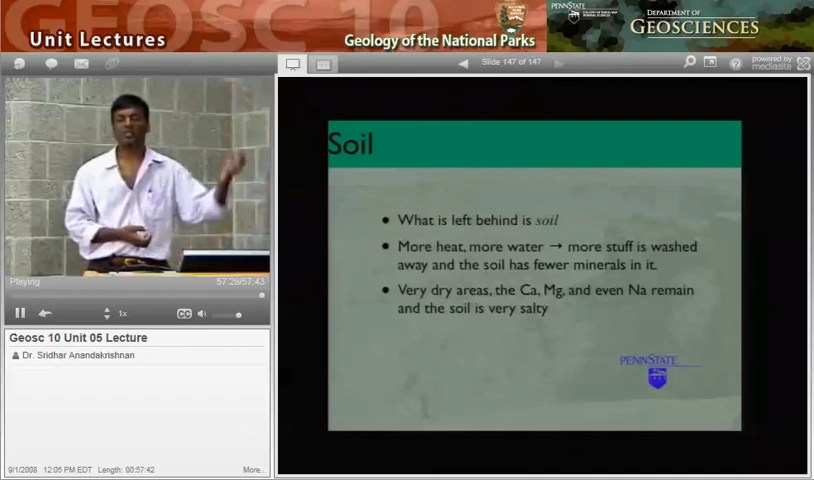 GEOSC 10
Unit Lectures
Geology of the National Parks
PENNSTATE
DEPARTMENT OF
GEOSCIENCES
Slide 147 of 147
powered by
mediasite
Soil
• What is left behind is soil
• More heat, more water → more stuff is washed
away and the soil has fewer minerals in it.
• Very dry areas, the Ca, Mg, and even Na remain
and the soil is very salty
PENNSTATE
Playing
57:28/57:43
1x
CC
Geosc 10 Unit 05 Lecture
Dr. Sridhar Anandakrishnan
9/1/2008 12:05 PM EDT Length: 00:57:42
More...